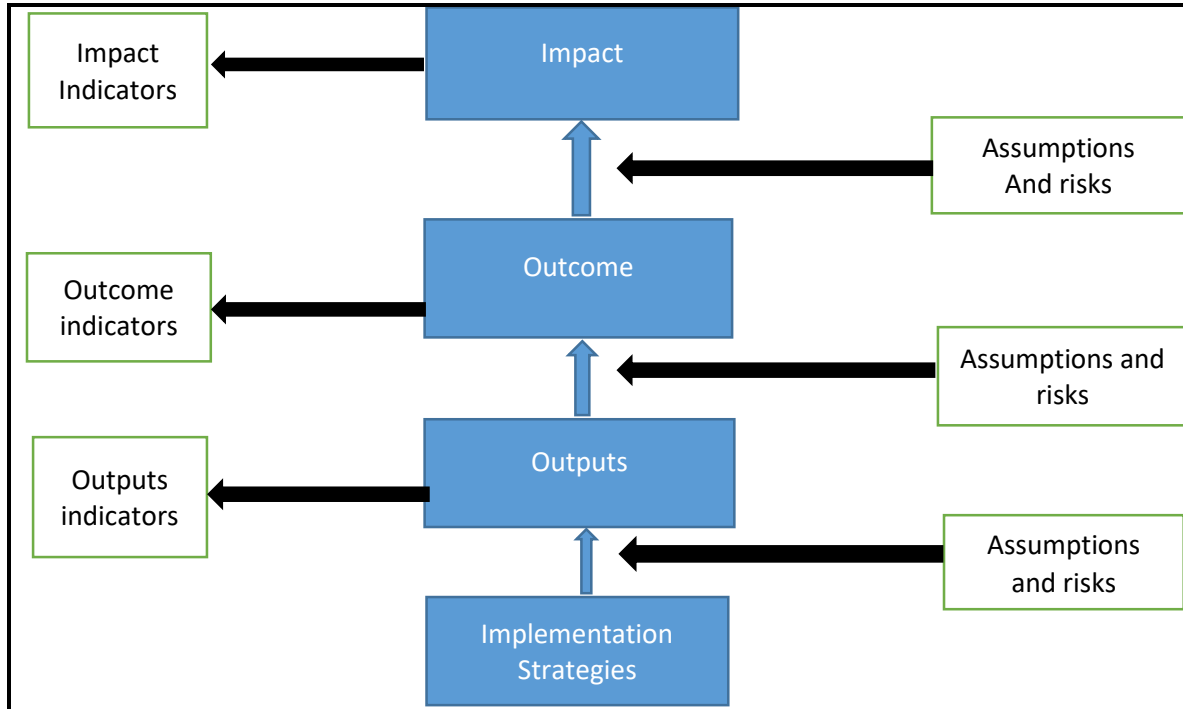 Impact
Indicators
Impact
Assumptions
And risks
Outcome
indicators
Outcome
Assumptions and
risks
Outputs
indicators
Outputs
Assumptions
and risks
Implementation
Strategies